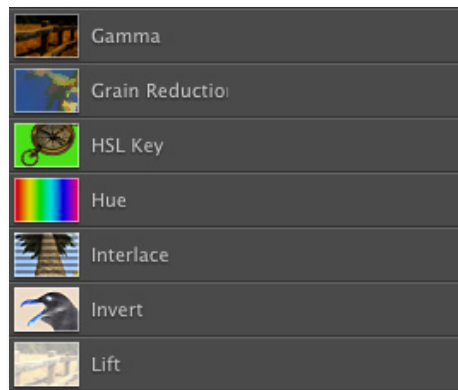 Gamma
Grain Reductio
HSL Key
Hue
Interlace
Invert
Lift